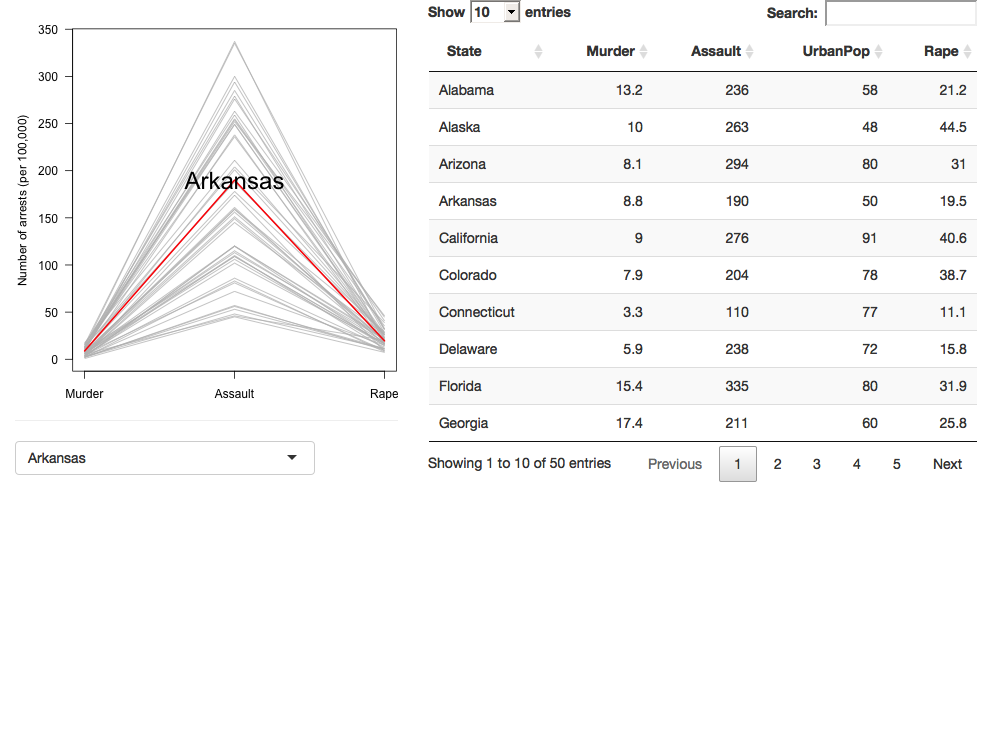 Number of arrests (per 100,000)
350
300
250
200
150
100
50
0
Arkansas
Murder Assault Rape
Arkansas
Show 10 entries
Search:
State Murder Assault UrbanPop Rape
Alabama 13.2 236 58 21.2
Alaska 10 263 48 44.5
Arizona 8.1 294 80 31
Arkansas 8.8 190 50 19.5
California 9 276 91 40.6
Colorado 7.9 204 78 38.7
Connecticut 3.3 110 77 11.1
Delaware 5.9 238 72 15.8
Florida 15.4 335 80 31.9
Georgia 17.4 211 60 25.8
Showing 1 to 10 of 50 entries
Previous 1 2 3 4 5 Next